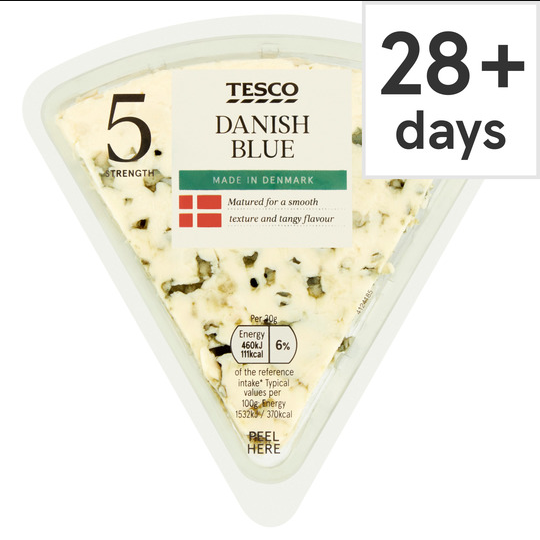 28+
days
TESCO
5
STRENGTH
DANISH
BLUE
MADE IN DENMARK
Matured for a smooth
texture and tangy flavour
Per 30g
Energy
460kJ
111kcal
6%
of the reference
intake* Typical
values per
100g: Energy
1532kJ / 370kcal
PEEL
HERE